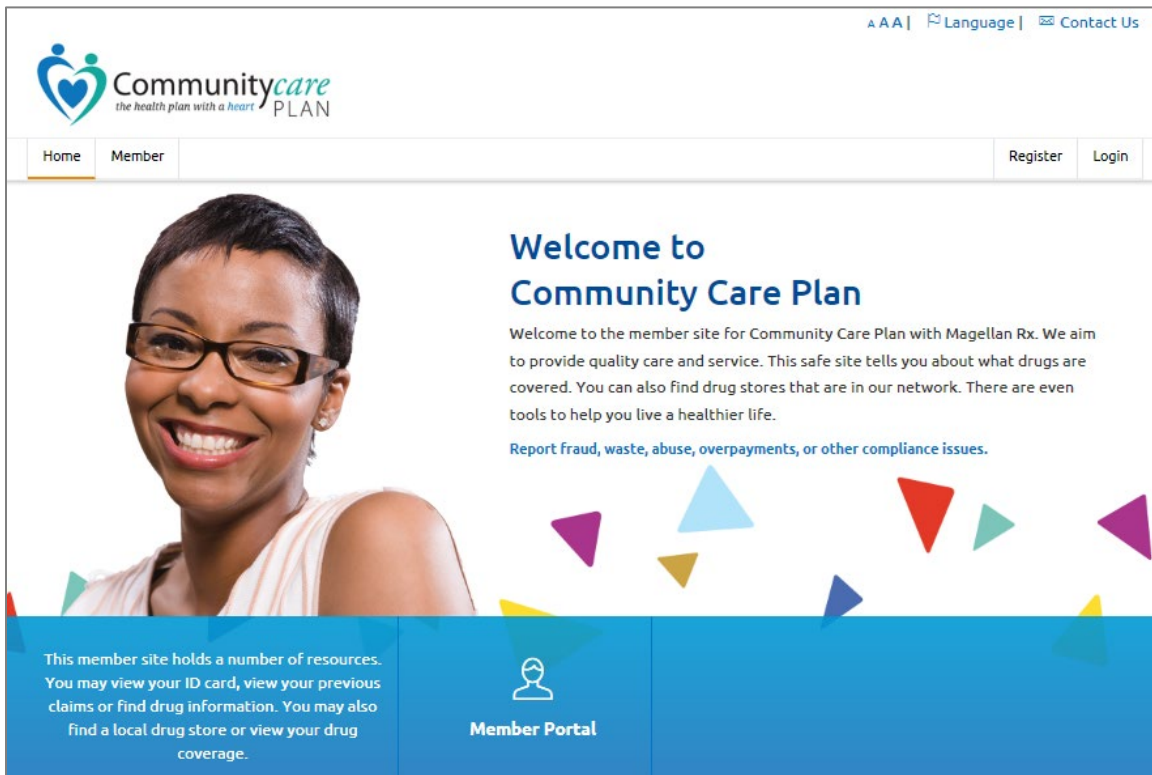 A A A | Language | Contact Us
Communitycare
the health plan with a heart PLAN
Home Member Register Login
Welcome to
Community Care Plan
Welcome to the member site for Community Care Plan with Magellan Rx. We aim
to provide quality care and service. This safe site tells you about what drugs are
covered. You can also find drug stores that are in our network. There are even
tools to help you live a healthier life.
Report fraud, waste, abuse, overpayments, or other compliance issues.
This member site holds a number of resources.
You may view your ID card, view your previous
claims or find drug information. You may also
find a local drug store or view your drug
coverage.
Member Portal